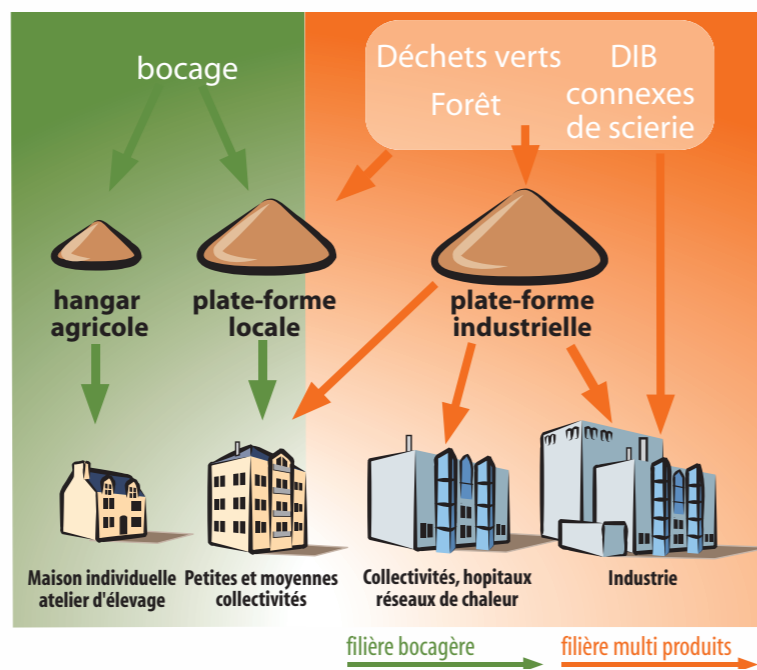 bocage
Déchets verts
Forêt
DIB
connexes
de scierie
hangar
agricole
plate-forme
locale
plate-forme
industrielle
Maison individuelle
atelier d'élevage
Petites et moyennes
collectivités
Collectivités, hopitaux
réseaux de chaleur
Industrie
filière bocagère
filière multi produits